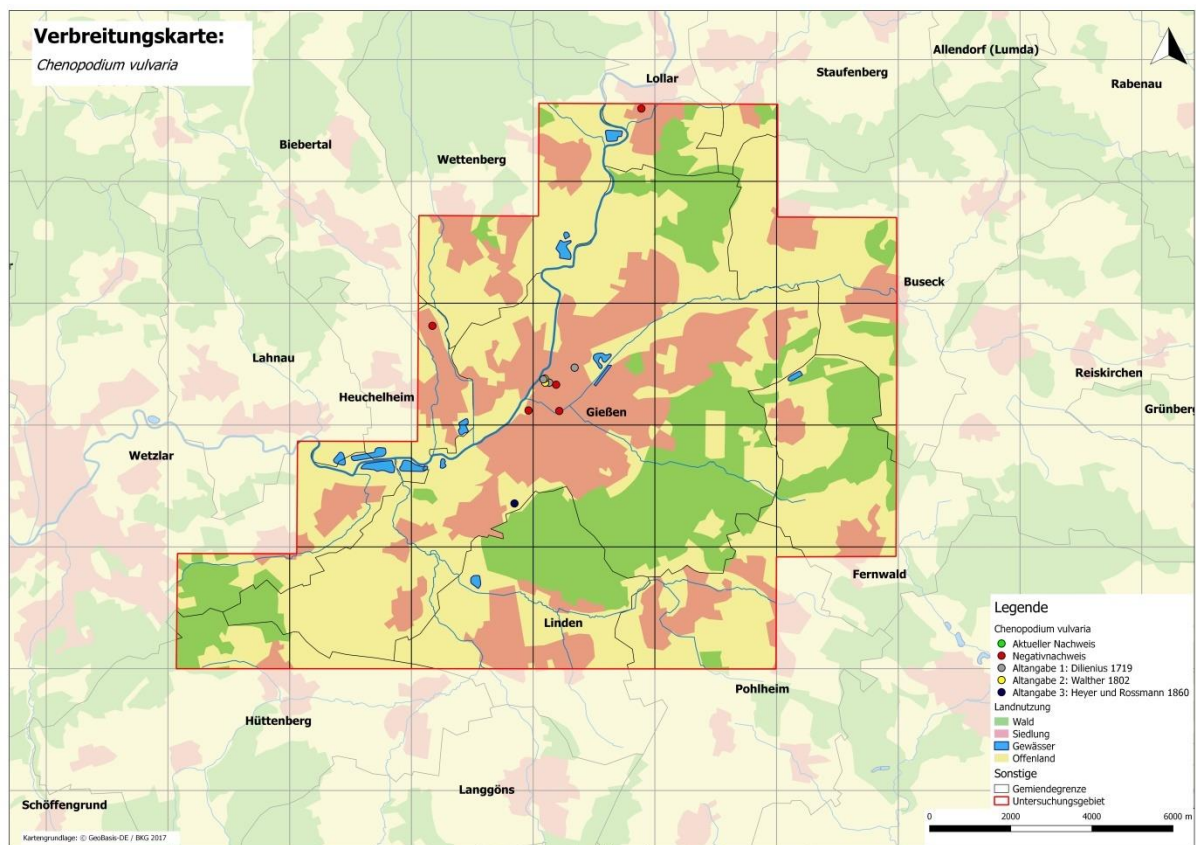 Verbreitungskarte:
Chenopodium vulvaria
Allendorf (Lumda)
Lollar
Staufenberg
Rabenau
Biebertal
Wettenberg
Buseck
Lahnau
Reiskirchen
Heuchelheim
Grünberg
Gießen
Wetzlar
Fernwald
Linden
Pohlheim
Hüttenberg
Langgöns
Schöffengrund
Legende
Chenopodium vulvaria
Aktueller Nachweis
Negativnachweis
Altangabe 1: Dillenius 1719
Altangabe 2: Walther 1802
Altangabe 3: Heyer und Rossmann 1860
Landnutzung
Wald
Siedlung
Gewässer
Offenland
Sonstige
Gemiendegrenze
Untersuchungsgebiet
0 2000 4000 6000 m
Kartengrundlage: © GeoBasis-DE / BKG 2017